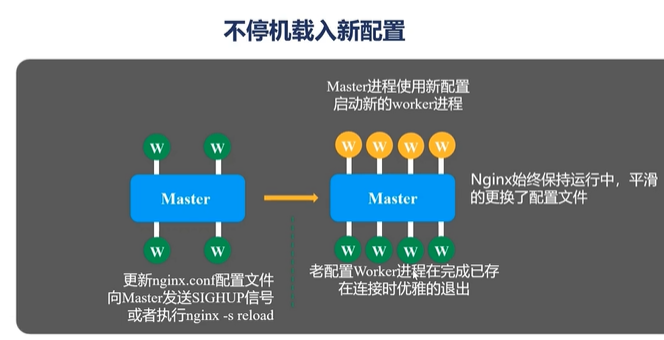 不停机载入新配置
Master进程使用新配置
启动新的worker进程
W W
W W W W
Master
Master
Nginx始终保持运行中，平滑
的更换了配置文件
W W
W W W W
更新nginx.conf配置文件
向Master发送SIGHUP信号
或者执行nginx -s reload
老配置Worker进程在完成已存
在连接时优雅的退出